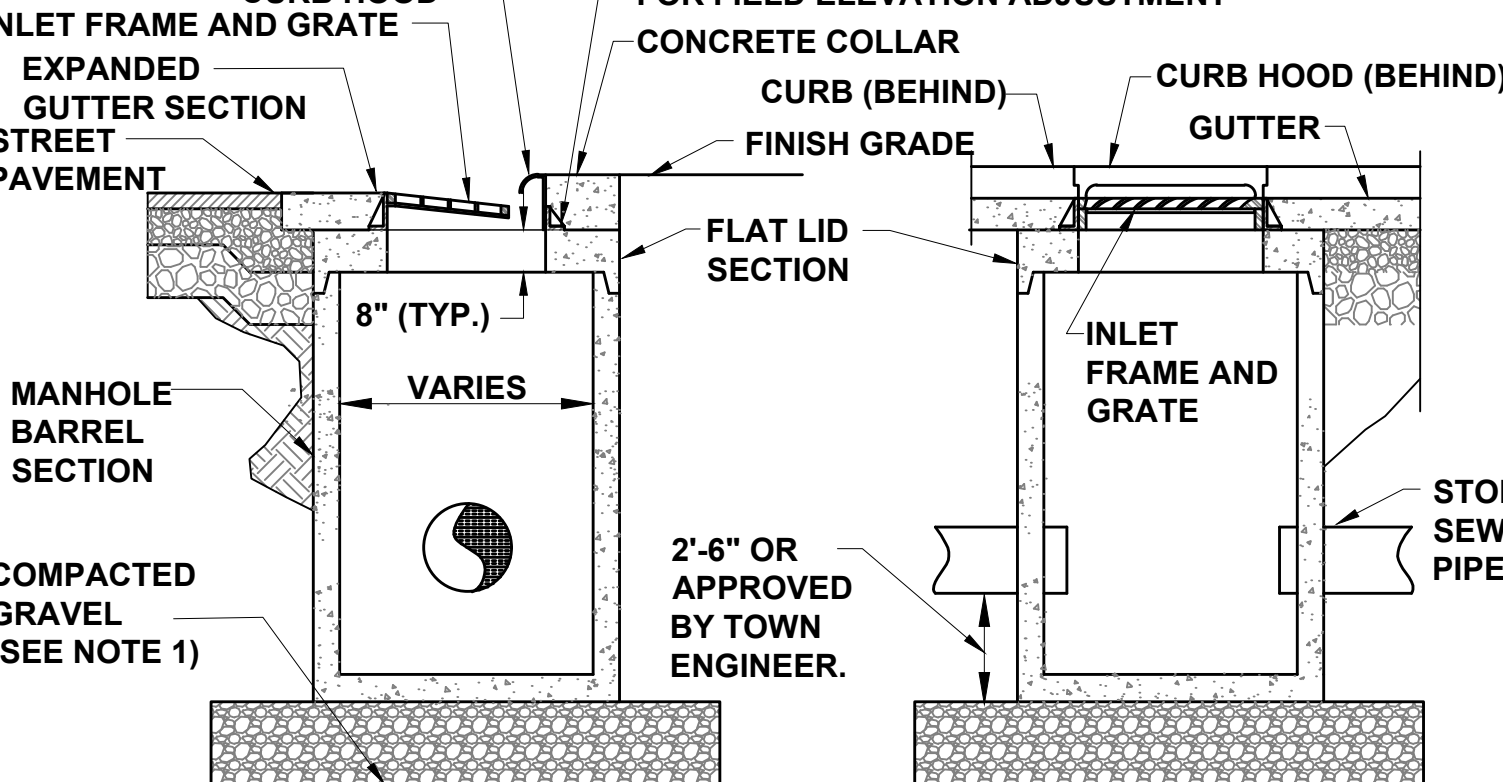 INLET FRAME AND GRATE
CONCRETE COLLAR
EXPANDED
GUTTER SECTION
STREET
PAVEMENT
CURB (BEHIND)
CURB HOOD (BEHIND)
GUTTER
FINISH GRADE
FLAT LID
SECTION
8" (TYP.)
VARIES
INLET
FRAME AND
GRATE
MANHOLE
BARREL
SECTION
2'-6" OR
APPROVED
BY TOWN
ENGINEER.
PIPE
COMPACTED
GRAVEL
(SEE NOTE 1)